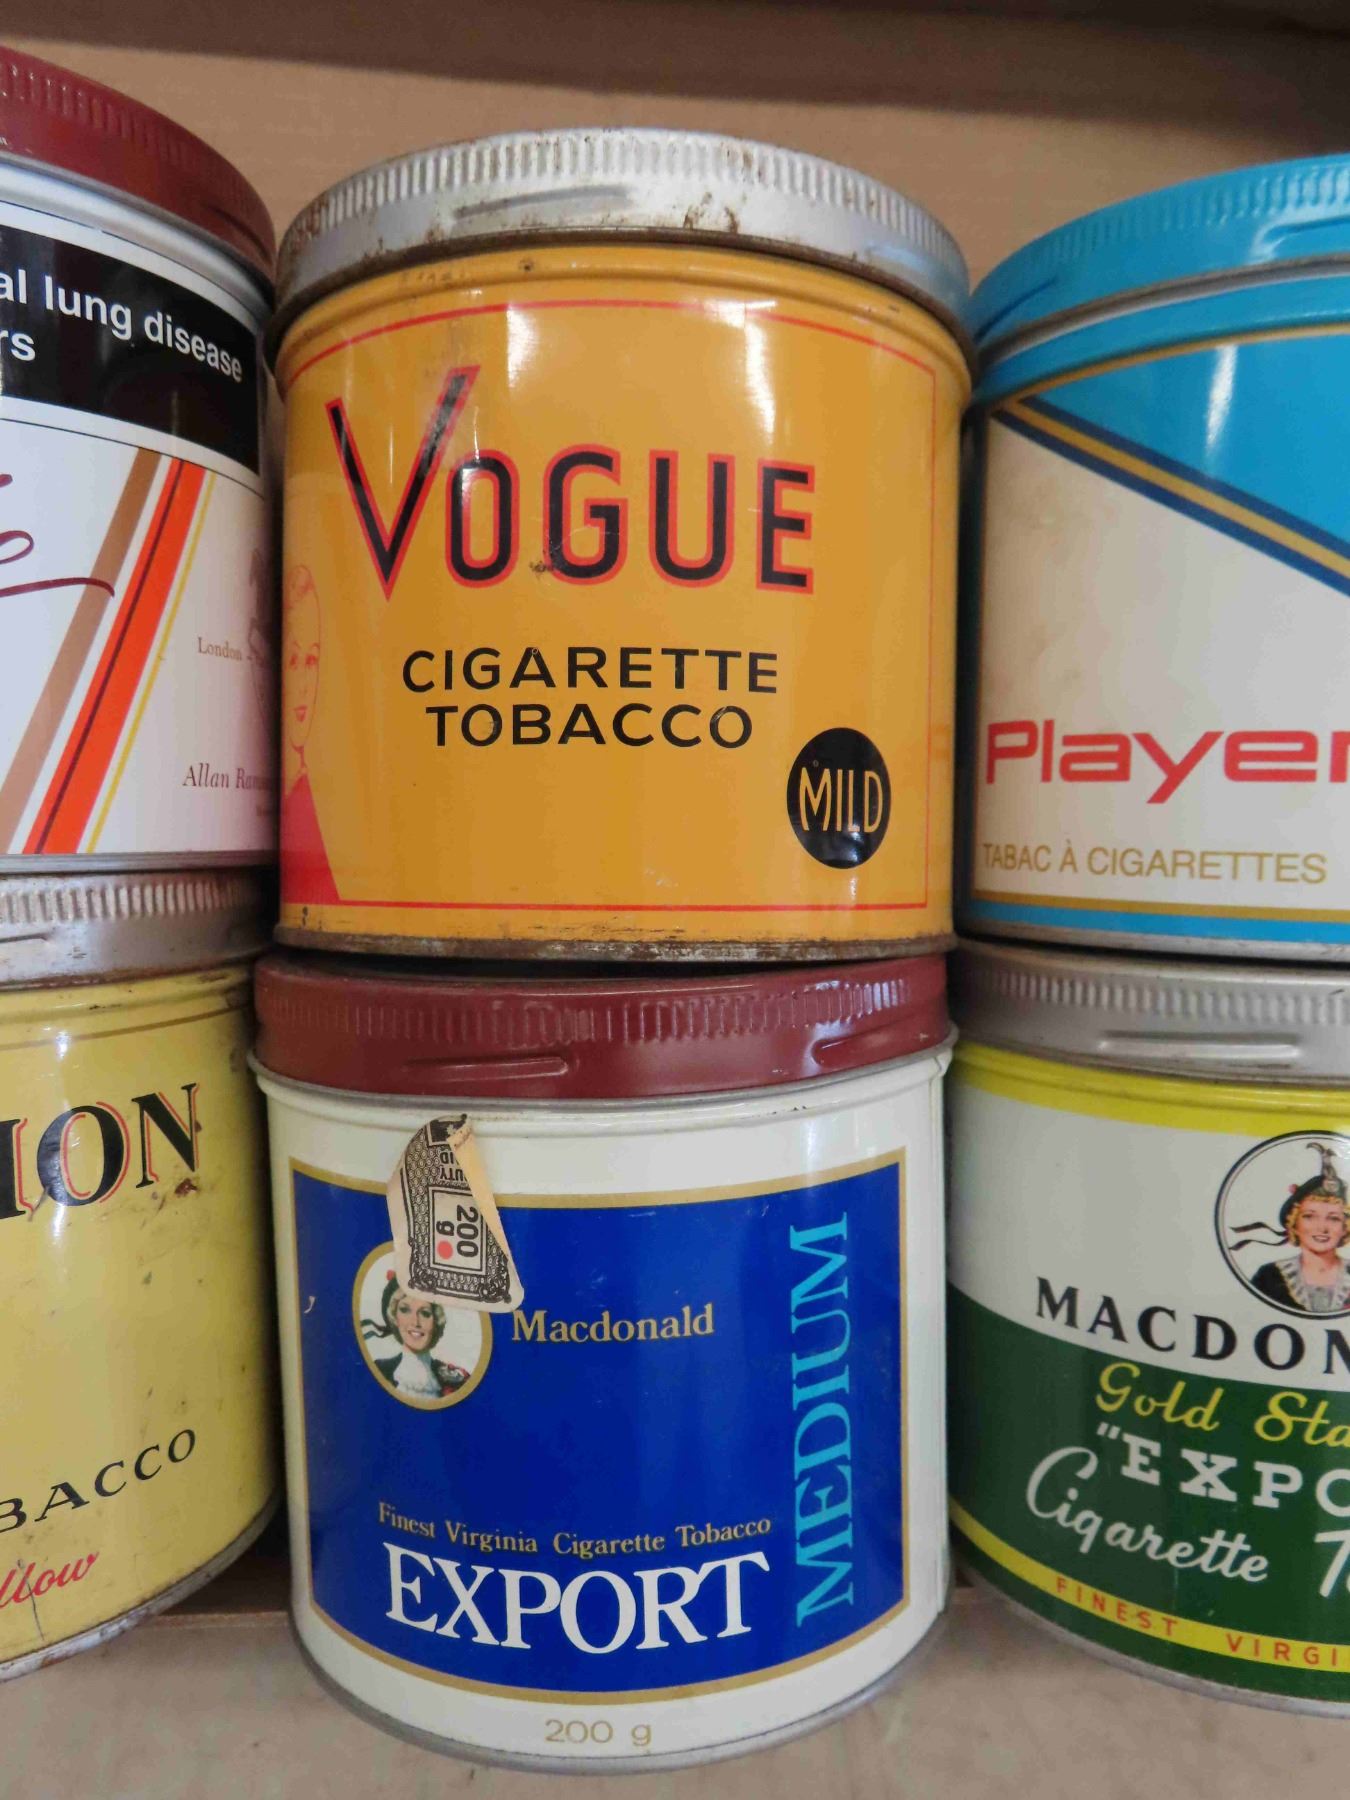 al lung disease
rs
London
Allan
VOGUE
CIGARETTE
TOBACCO
MILD
Player
TABAC À CIGARETTES
ION
BACCO
llow
200
g
Macdonald
MEDIUM
Finest Virginia Cigarette Tobacco
EXPORT
200 g
MACDON
Gold Sta
"EXPO
Cigarette T
FINEST VIRGI